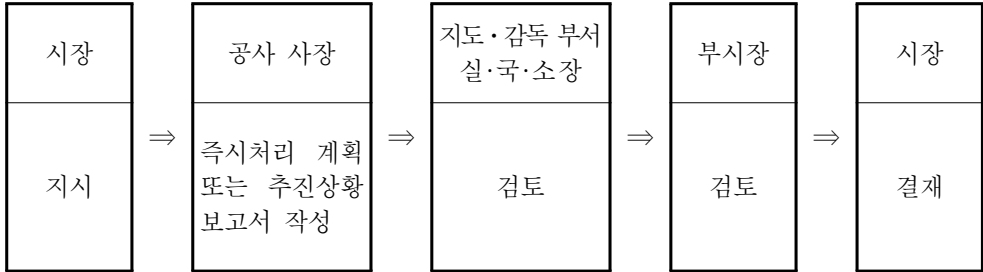 시장
공사 사장
지도·감독 부서
실·국·소장
부시장
시장
지시
⇒
즉시처리 계획
또는 추진상황
보고서 작성
⇒
검토
⇒
검토
⇒
결재